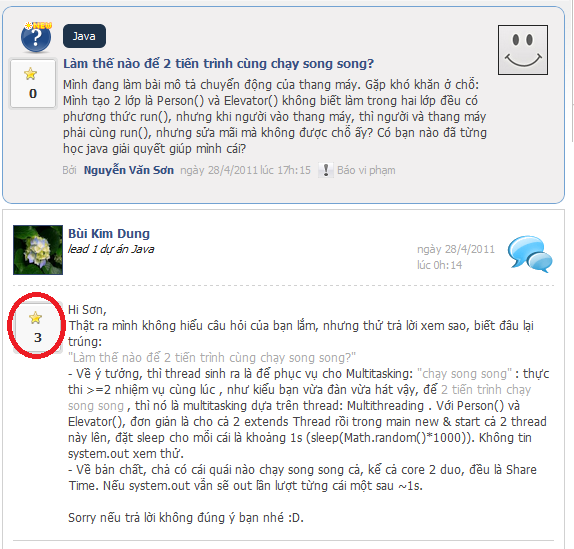 NEW
?
Java
Làm thế nào để 2 tiến trình cùng chạy song song?
0
Mình đang làm bài mô tả chuyển động của thang máy. Gặp khó khăn ở chỗ:
Mình tạo 2 lớp là Person() và Elevator() không biết làm trong hai lớp đều có
phương thức run(), nhưng khi người vào thang máy, thì người và thang máy
phải cùng run(), nhưng sửa mãi mà không được chỗ ấy? Có bạn nào đã từng
học java giải quyết giúp mình cái?
Bởi Nguyễn Văn Sơn ngày 28/4/2011 lúc 17h:15 ! Báo vi phạm
Bùi Kim Dung
lead 1 dự án Java
ngày 28/4/2011
lúc 0h:14
3
Hi Sơn,
Thật ra mình không hiểu câu hỏi của bạn lắm, nhưng thử trả lời xem sao, biết đâu lại
trúng:
"Làm thế nào để 2 tiến trình cùng chạy song song?"
- Về ý tưởng, thì thread sinh ra là để phục vụ cho Multitasking: "chạy song song" : thực
thi >=2 nhiệm vụ cùng lúc , như kiểu bạn vừa đàn vừa hát vậy, để 2 tiến trình chạy
song song , thì nó là multitasking dựa trên thread: Multithreading . Với Person() và
Elevator(), đơn giản là cho cả 2 extends Thread rồi trong main new & start cả 2 thread
này lên, đặt sleep cho mỗi cái là khoảng 1s (sleep(Math.random()*1000)). Không tin
system.out xem thử.
- Về bản chất, chả có cái quái nào chạy song song cả, kể cả core 2 duo, đều là Share
Time. Nếu system.out vẫn sẽ out lần lượt từng cái một sau ~1s.
Sorry nếu trả lời không đúng ý bạn nhé :D.